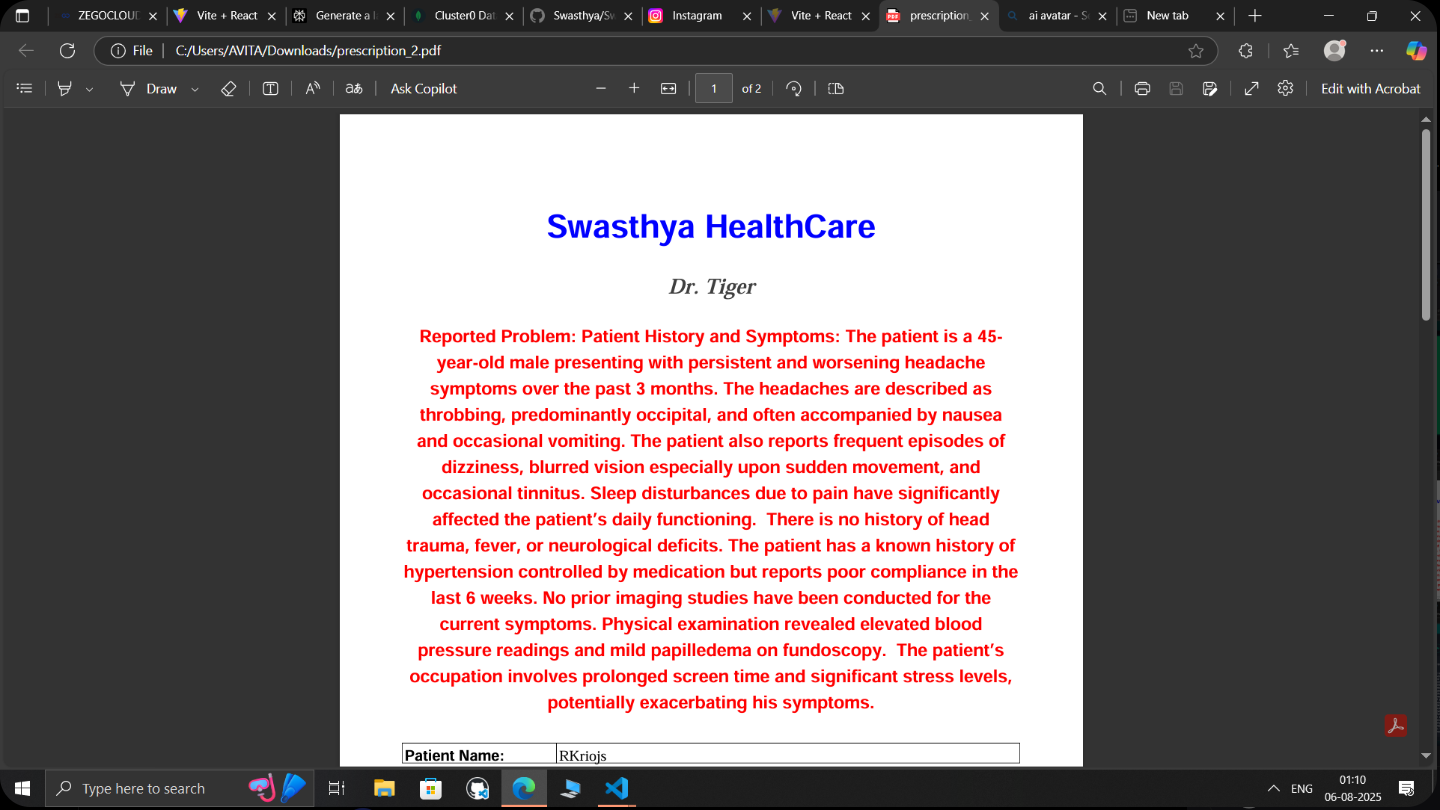 ZEGOCLOUD
Vite + React
Generate a l
Cluster0 Dat
Swasthya/Sw
Instagram
Vite + React
prescription_
ai avatar - Se
New tab
File
C:/Users/AVITA/Downloads/prescription_2.pdf
Draw
aあ
Ask Copilot
1
of 2
Edit with Acrobat
Swasthya HealthCare
Dr. Tiger
Reported Problem: Patient History and Symptoms: The patient is a 45-
year-old male presenting with persistent and worsening headache
symptoms over the past 3 months. The headaches are described as
throbbing, predominantly occipital, and often accompanied by nausea
and occasional vomiting. The patient also reports frequent episodes of
dizziness, blurred vision especially upon sudden movement, and
occasional tinnitus. Sleep disturbances due to pain have significantly
affected the patient's daily functioning.  There is no history of head
trauma, fever, or neurological deficits. The patient has a known history of
hypertension controlled by medication but reports poor compliance in the
last 6 weeks. No prior imaging studies have been conducted for the
current symptoms. Physical examination revealed elevated blood
pressure readings and mild papilledema on fundoscopy.  The patient's
occupation involves prolonged screen time and significant stress levels,
potentially exacerbating his symptoms.
Patient Name:
RKriojs
Type here to search
ENG
01:10
06-08-2025